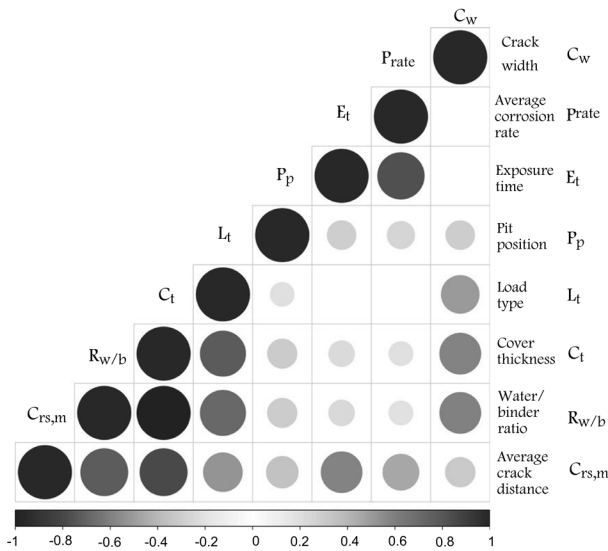 Cw
Crack
width
Cw
Prate
Average
corrosion
rate
Prate
Et
Exposure
time
Et
Pp
Pit
position
Pp
Lt
Load
type
Lt
Ct
Cover
thickness
Ct
Rw/b
Water/
binder
ratio
Rw/b
Crs,m
Average
crack
distance
Crs,m
-1 -0.8 -0.6 -0.4 -0.2 0 0.2 0.4 0.6 0.8 1